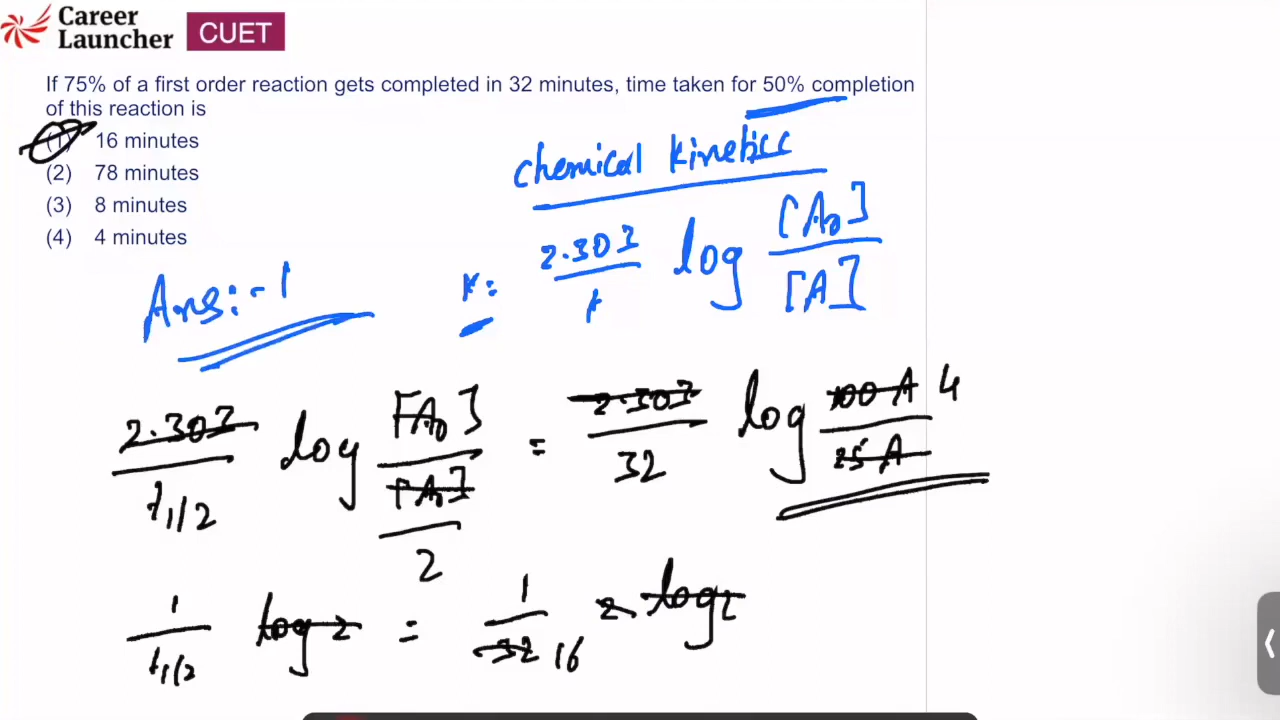 Career
Launcher
CUET
If 75% of a first order reaction gets completed in 32 minutes, time taken for 50% completion
of this reaction is
(1) 16 minutes
(2) 78 minutes
(3) 8 minutes
(4) 4 minutes
chemical kinetics
K = 2.303/t log [A₀]/[A]
Ans:- 1
2.303/t1/2 log [A₀]/[A₀]/2 = 2.303/32 log 100 A 4/25 A
1/t1/2 log 2 = 1/32 16 2 log 2